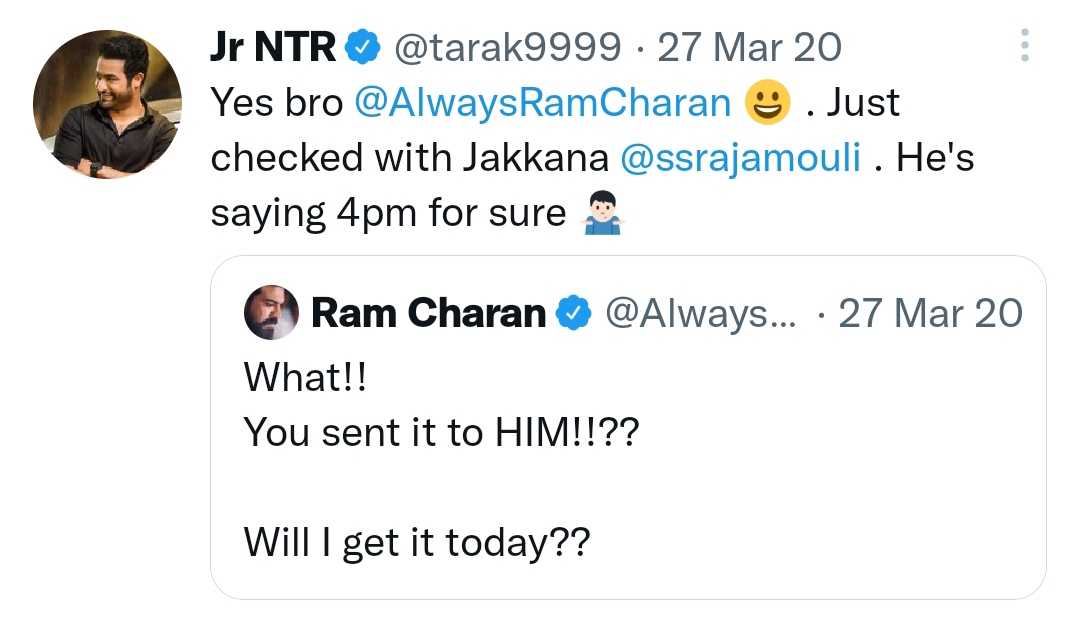 Jr NTR @tarak9999 · 27 Mar 20
Yes bro @AlwaysRamCharan 😀 . Just
checked with Jakkana @ssrajamouli . He's
saying 4pm for sure 🤷🏻‍♂️
Ram Charan @Always... · 27 Mar 20
What!!
You sent it to HIM!!??
Will I get it today??